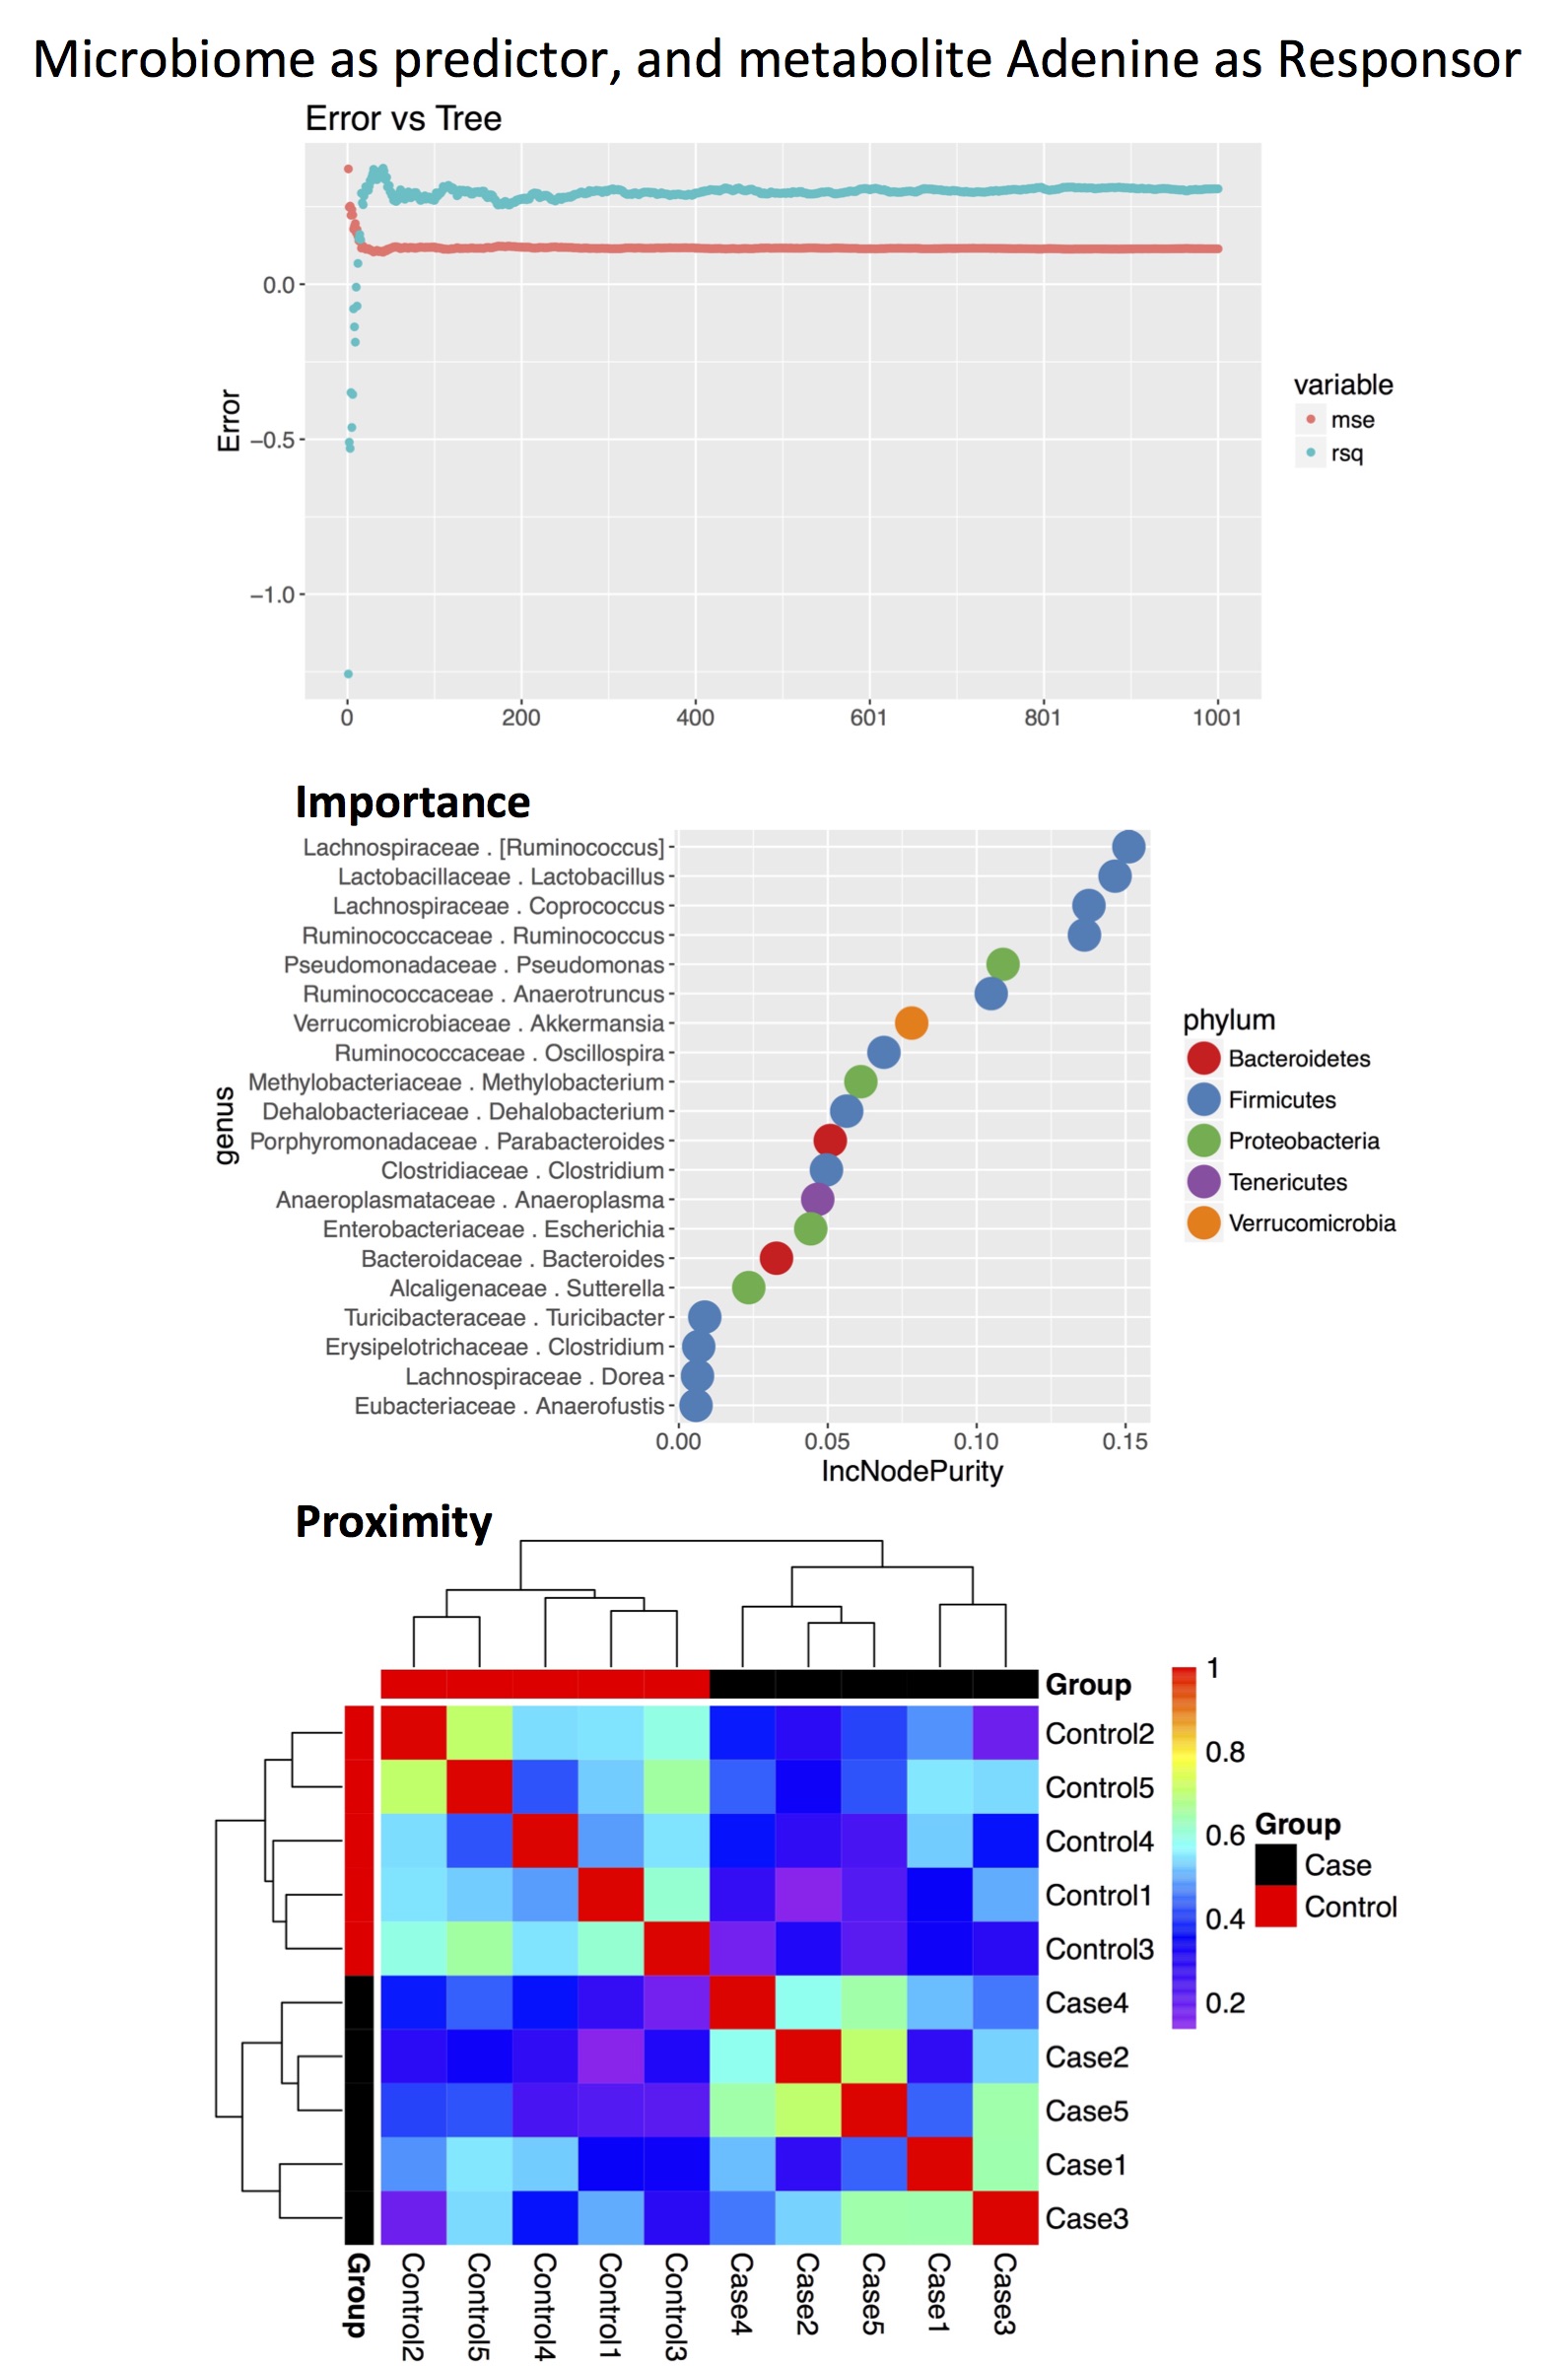 Microbiome as predictor, and metabolite Adenine as Responsor
Error vs Tree
Error
0.0
−0.5
−1.0
0
200
400
601
801
1001
variable
mse
rsq
Importance
genus
Lachnospiraceae . [Ruminococcus]
Lactobacillaceae . Lactobacillus
Lachnospiraceae . Coprococcus
Ruminococcaceae . Ruminococcus
Pseudomonadaceae . Pseudomonas
Ruminococcaceae . Anaerotruncus
Verrucomicrobiaceae . Akkermansia
Ruminococcaceae . Oscillospira
Methylobacteriaceae . Methylobacterium
Dehalobacteriaceae . Dehalobacterium
Porphyromonadaceae . Parabacteroides
Clostridiaceae . Clostridium
Anaeroplasmataceae . Anaeroplasma
Enterobacteriaceae . Escherichia
Bacteroidaceae . Bacteroides
Alcaligenaceae . Sutterella
Turicibacteraceae . Turicibacter
Erysipelotrichaceae . Clostridium
Lachnospiraceae . Dorea
Eubacteriaceae . Anaerofustis
0.00
0.05
0.10
0.15
IncNodePurity
phylum
Bacteroidetes
Firmicutes
Proteobacteria
Tenericutes
Verrucomicrobia
Proximity
Group
Control2
Control5
Control4
Control1
Control3
Case4
Case2
Case5
Case1
Case3
1
0.8
0.6
0.4
0.2
Group
Case
Control
Group
Control2
Control5
Control4
Control1
Control3
Case4
Case2
Case5
Case1
Case3